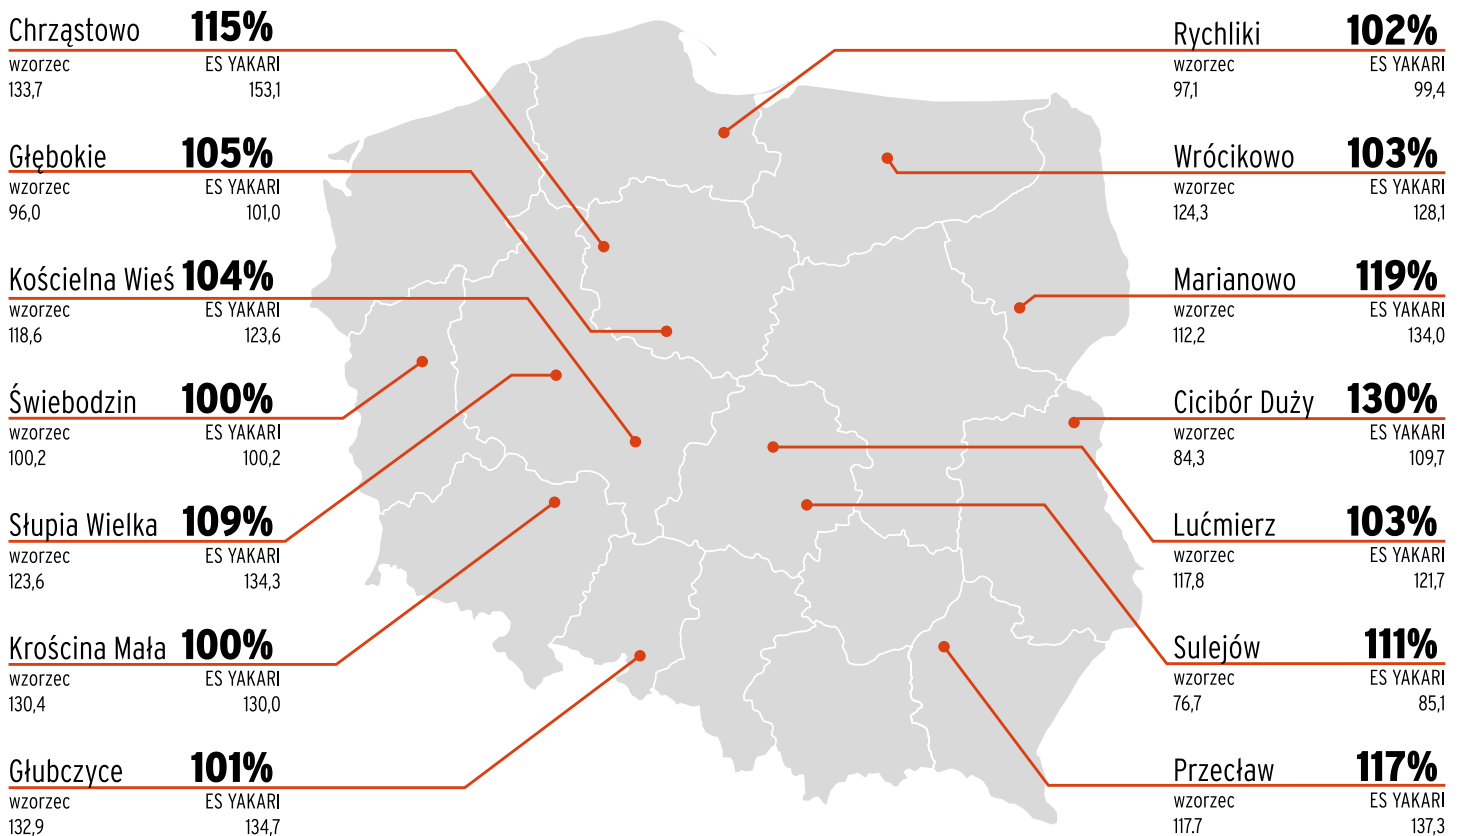 Chrząstowo 115%
wzorzec ES YAKARI
133,7 153,1
Głębokie 105%
wzorzec ES YAKARI
96,0 101,0
Kościelna Wieś 104%
wzorzec ES YAKARI
118,6 123,6
Świebodzin 100%
wzorzec ES YAKARI
100,2 100,2
Słupia Wielka 109%
wzorzec ES YAKARI
123,6 134,3
Krościna Mała 100%
wzorzec ES YAKARI
130,4 130,0
Głubczyce 101%
wzorzec ES YAKARI
132,9 134,7
Rychliki 102%
wzorzec ES YAKARI
97,1 99,4
Wrócikowo 103%
wzorzec ES YAKARI
124,3 128,1
Marianowo 119%
wzorzec ES YAKARI
112,2 134,0
Cicibór Duży 130%
wzorzec ES YAKARI
84,3 109,7
Lućmierz 103%
wzorzec ES YAKARI
117,8 121,7
Sulejów 111%
wzorzec ES YAKARI
76,7 85,1
Przecław 117%
wzorzec ES YAKARI
117.7 137,3